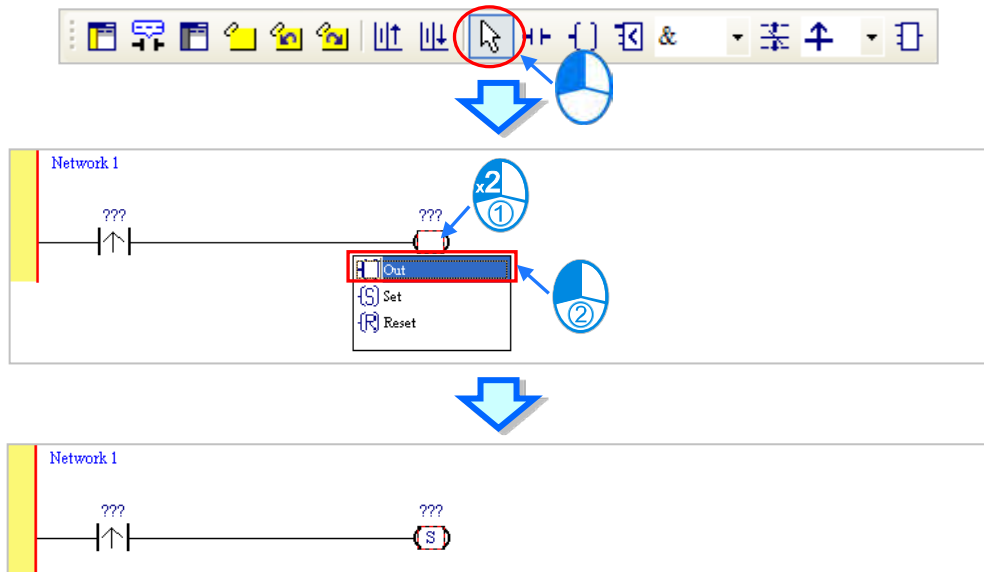 &
Network 1
x2
①
??? ???
Out
(S) Set
(R) Reset
②
Network 1
??? ???
S